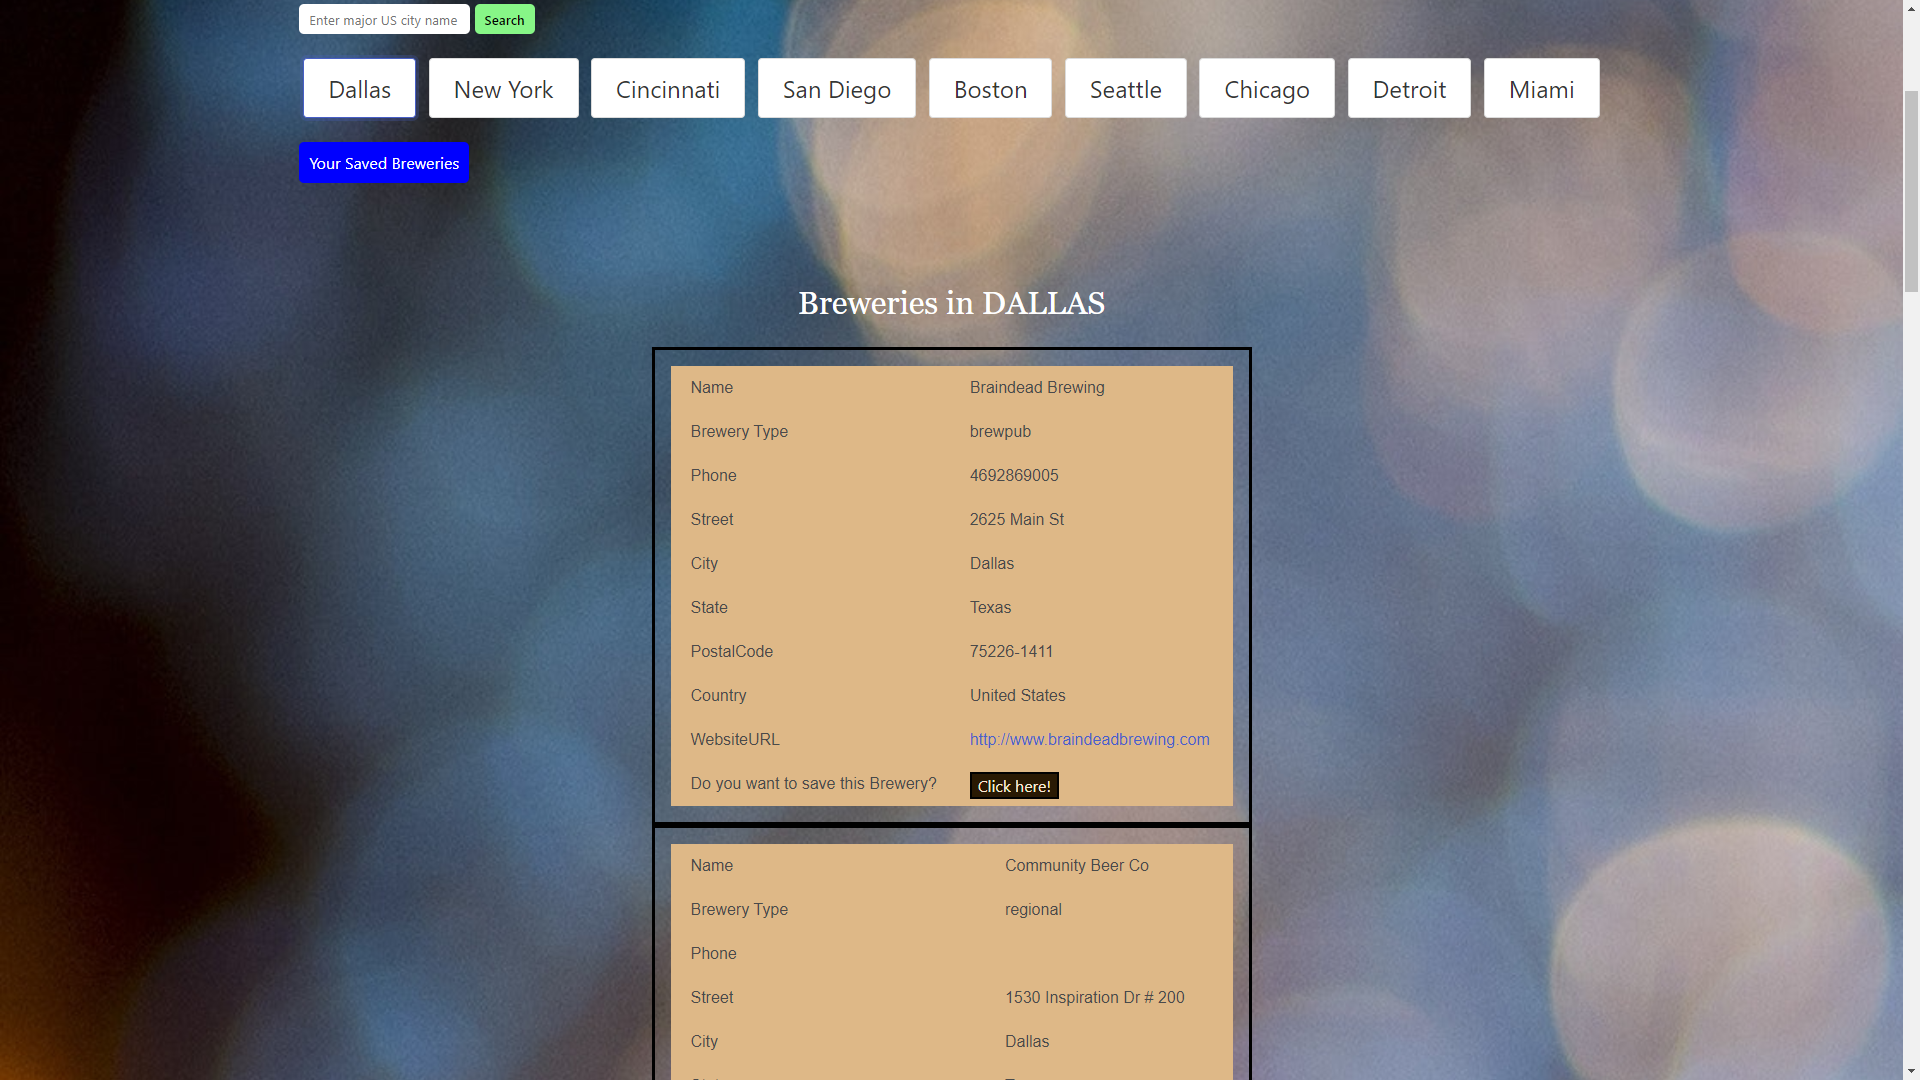 Enter major US city name Search
Dallas New York Cincinnati San Diego Boston Seattle Chicago Detroit Miami
Your Saved Breweries
Breweries in DALLAS
Name Braindead Brewing
Brewery Type brewpub
Phone 4692869005
Street 2625 Main St
City Dallas
State Texas
PostalCode 75226-1411
Country United States
WebsiteURL http://www.braindeadbrewing.com
Do you want to save this Brewery? Click here!
Name Community Beer Co
Brewery Type regional
Phone
Street 1530 Inspiration Dr # 200
City Dallas